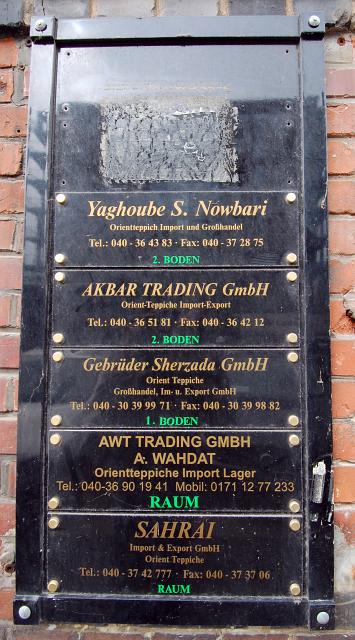 Yaghoube S. Nowbari
Orientteppich Import und Großhandel
Tel.: 040 - 36 43 83 · Fax: 040 - 37 28 75
2. BODEN
AKBAR TRADING GmbH
Orient-Teppiche Import-Export
Tel.: 040 - 36 51 81 · Fax: 040 - 36 42 12
2. BODEN
Gebrüder Sherzada GmbH
Orient Teppiche
Großhandel, Im- u. Export GmbH
Tel.: 040 - 30 39 99 71 · Fax: 040 - 30 39 98 82
1. BODEN
AWT TRADING GMBH
A. WAHDAT
Orientteppiche Import Lager
Tel.: 040-36 90 19 41 Mobil: 0171 12 77 233
RAUM
SAHRAI
Import & Export GmbH
Orient Teppiche
Tel.: 040 - 37 42 777 · Fax: 040 - 37 37 06
RAUM